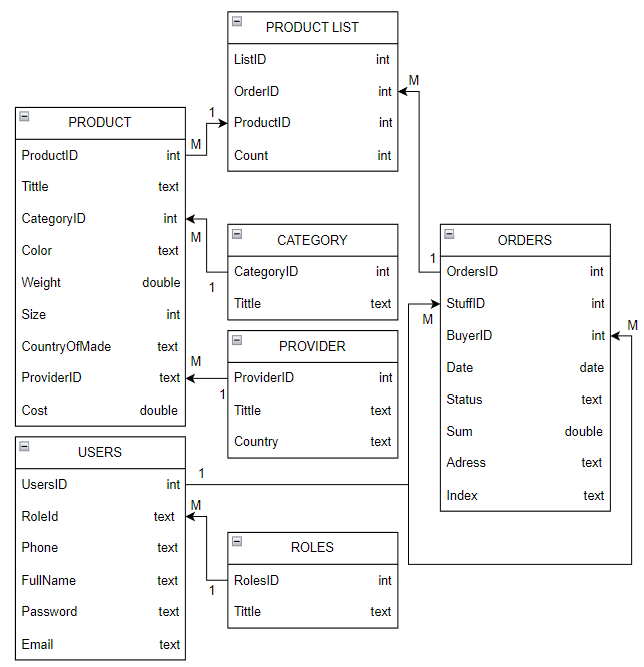 PRODUCT LIST
ListID int
OrderID int
ProductID int
Count int
M
1
M
PRODUCT
ProductID int
Tittle text
CategoryID int
Color text
Weight double
Size int
CountryOfMade text
ProviderID text
Cost double
M
1
CATEGORY
CategoryID int
Tittle text
M
1
PROVIDER
ProviderID int
Tittle text
Country text
1
ORDERS
OrdersID int
StuffID int
BuyerID int
Date date
Status text
Sum double
Adress text
Index text
M
M
USERS
UsersID int
RoleId text
Phone text
FullName text
Password text
Email text
1
M
1
ROLES
RolesID int
Tittle text